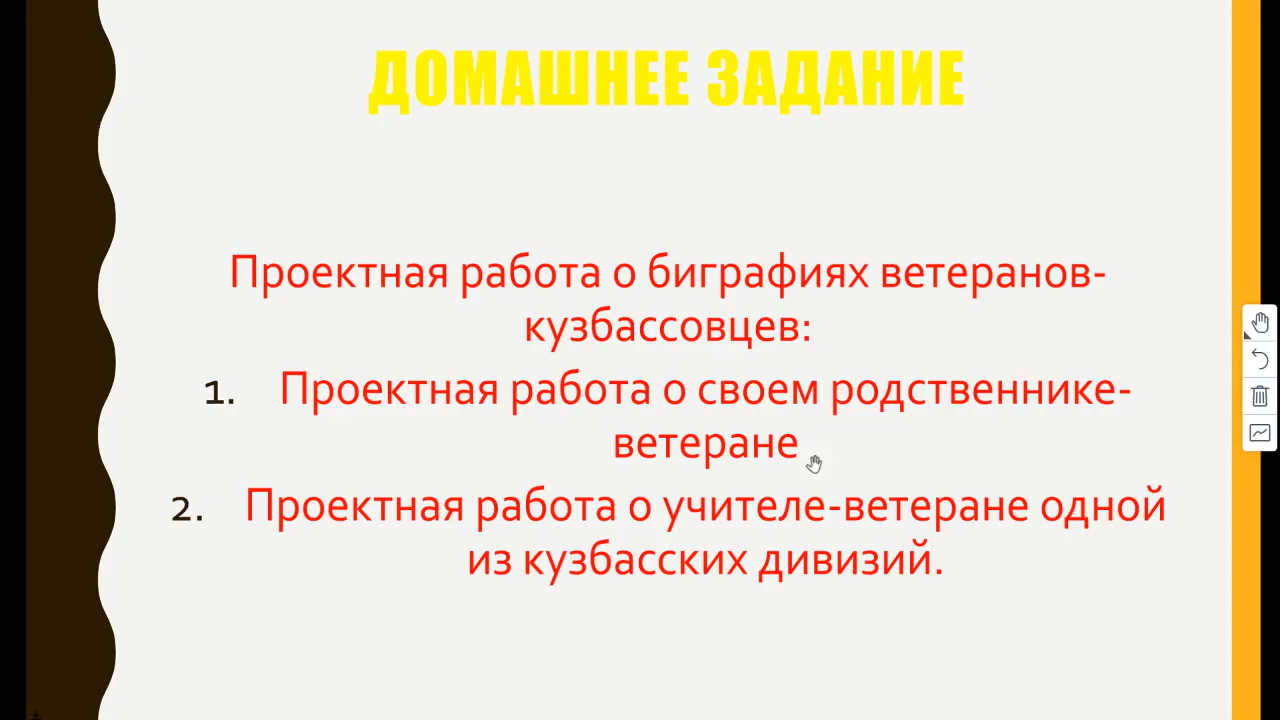 ДОМАШНЕЕ ЗАДАНИЕ
Проектная работа о биграфиях ветеранов-
кузбассовцев:
1. Проектная работа о своем родственнике-
ветеране
2. Проектная работа о учителе-ветеране одной
из кузбасских дивизий.